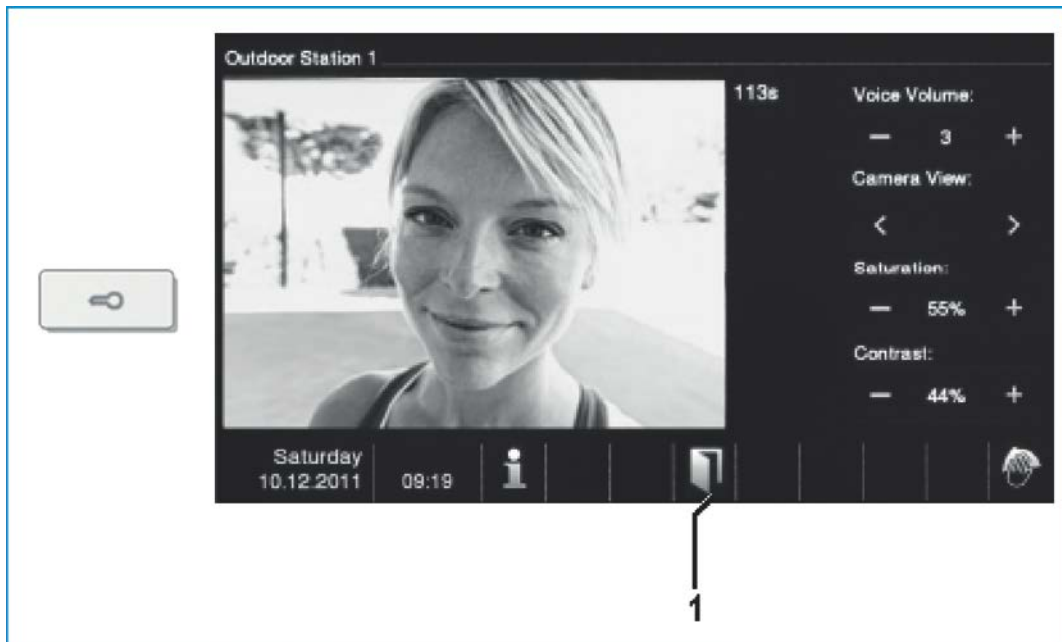 Outdoor Station 1
113s
Voice Volume:
— 3 +
Camera View:
< >
Saturation:
— 55% +
Contrast:
— 44% +
Saturday
10.12.2011
09:19
1